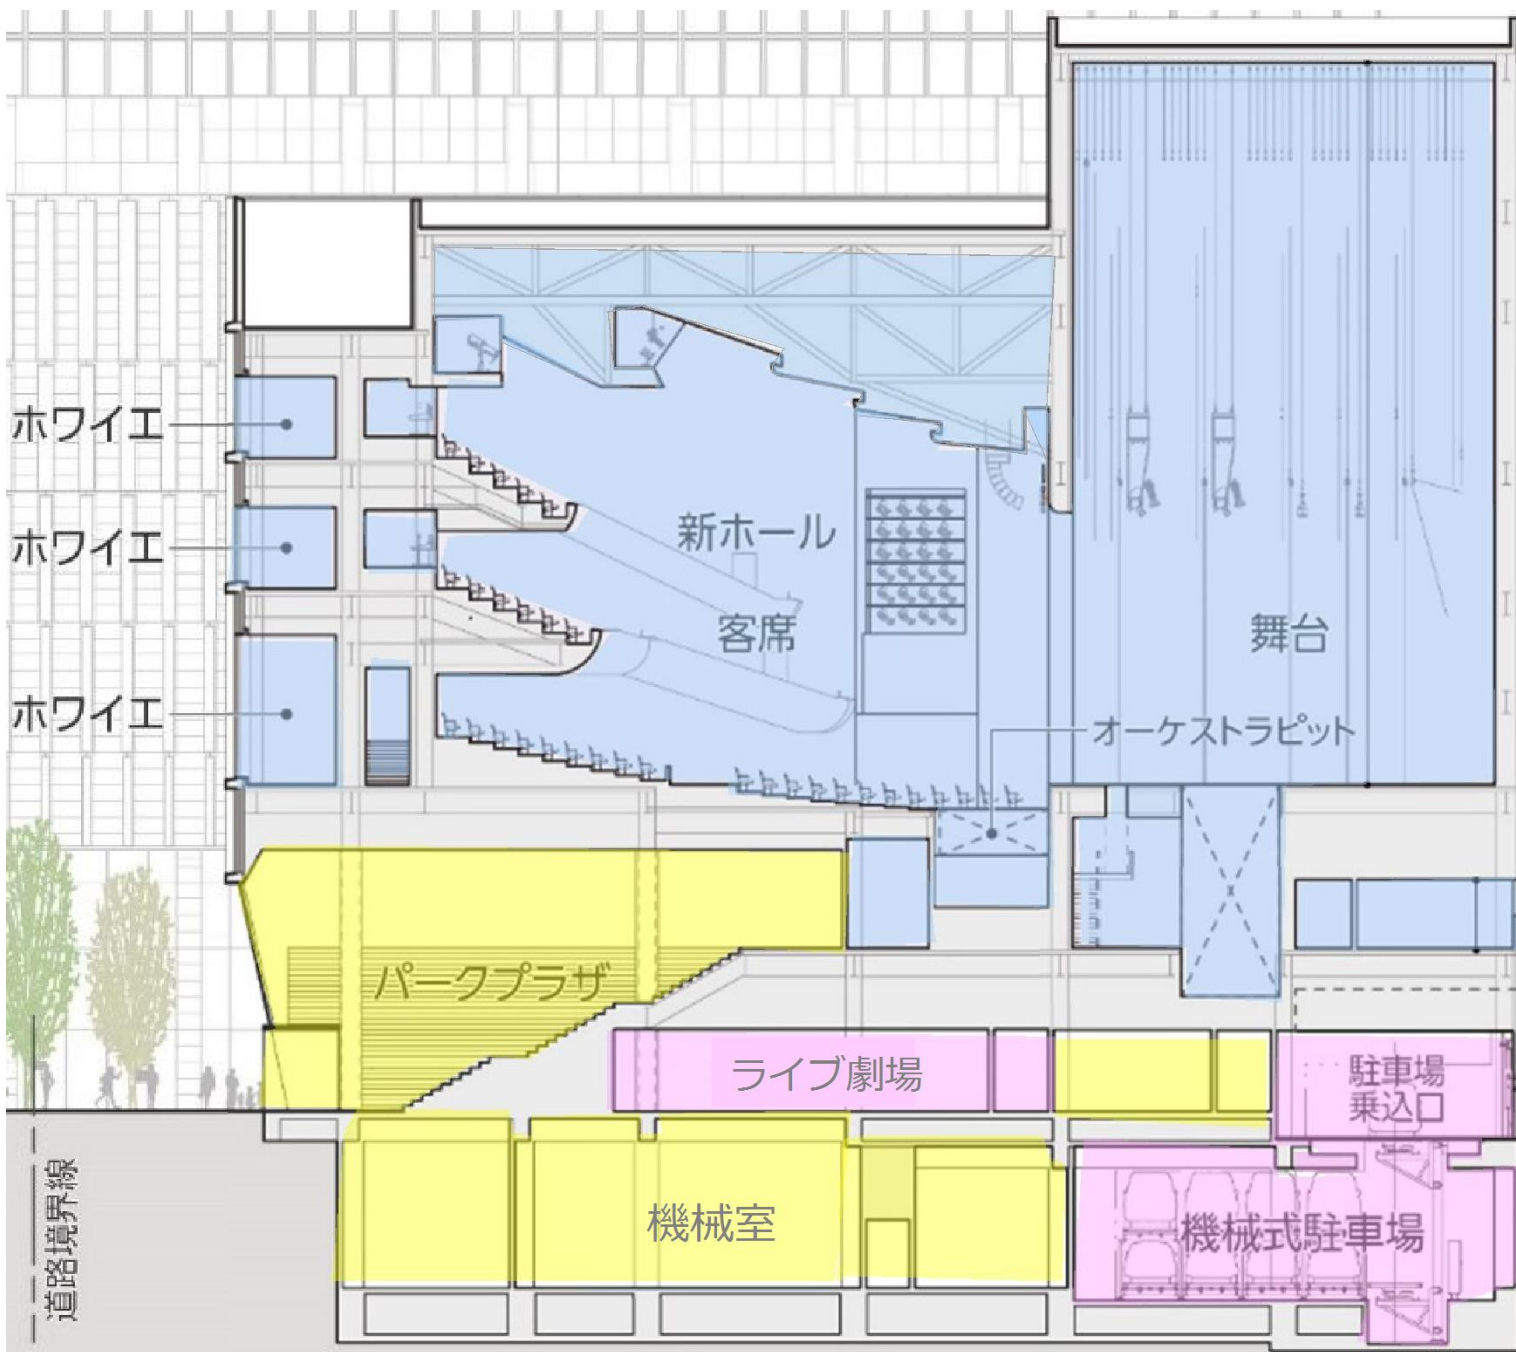 ホワイエ
新ホール
ホワイエ
客席
舞台
ホワイエ
オーケストラピット
パークプラザ
ライブ劇場
駐車場
乗込口
道路境界線
機械室
機械式駐車場